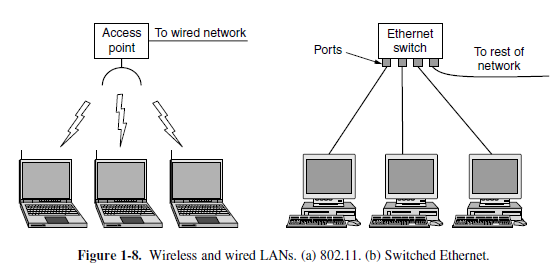 Access
point
To wired network
Ethernet
switch
Ports
To rest of
network
Figure 1-8. Wireless and wired LANs. (a) 802.11. (b) Switched Ethernet.